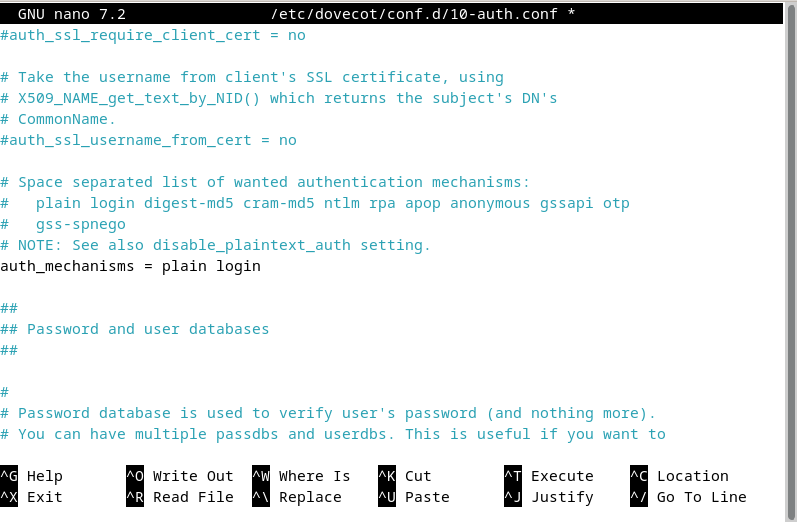 GNU nano 7.2 /etc/dovecot/conf.d/10-auth.conf *
#auth_ssl_require_client_cert = no
# Take the username from client's SSL certificate, using
# X509_NAME_get_text_by_NID() which returns the subject's DN's
# CommonName.
#auth_ssl_username_from_cert = no
# Space separated list of wanted authentication mechanisms:
#   plain login digest-md5 cram-md5 ntlm rpa apop anonymous gssapi otp
#   gss-spnego
# NOTE: See also disable_plaintext_auth setting.
auth_mechanisms = plain login
##
## Password and user databases
##
#
# Password database is used to verify user's password (and nothing more).
# You can have multiple passdbs and userdbs. This is useful if you want to
^G Help ^O Write Out ^W Where Is ^K Cut ^T Execute ^C Location
^X Exit ^R Read File ^\ Replace ^U Paste ^J Justify ^/ Go To Line